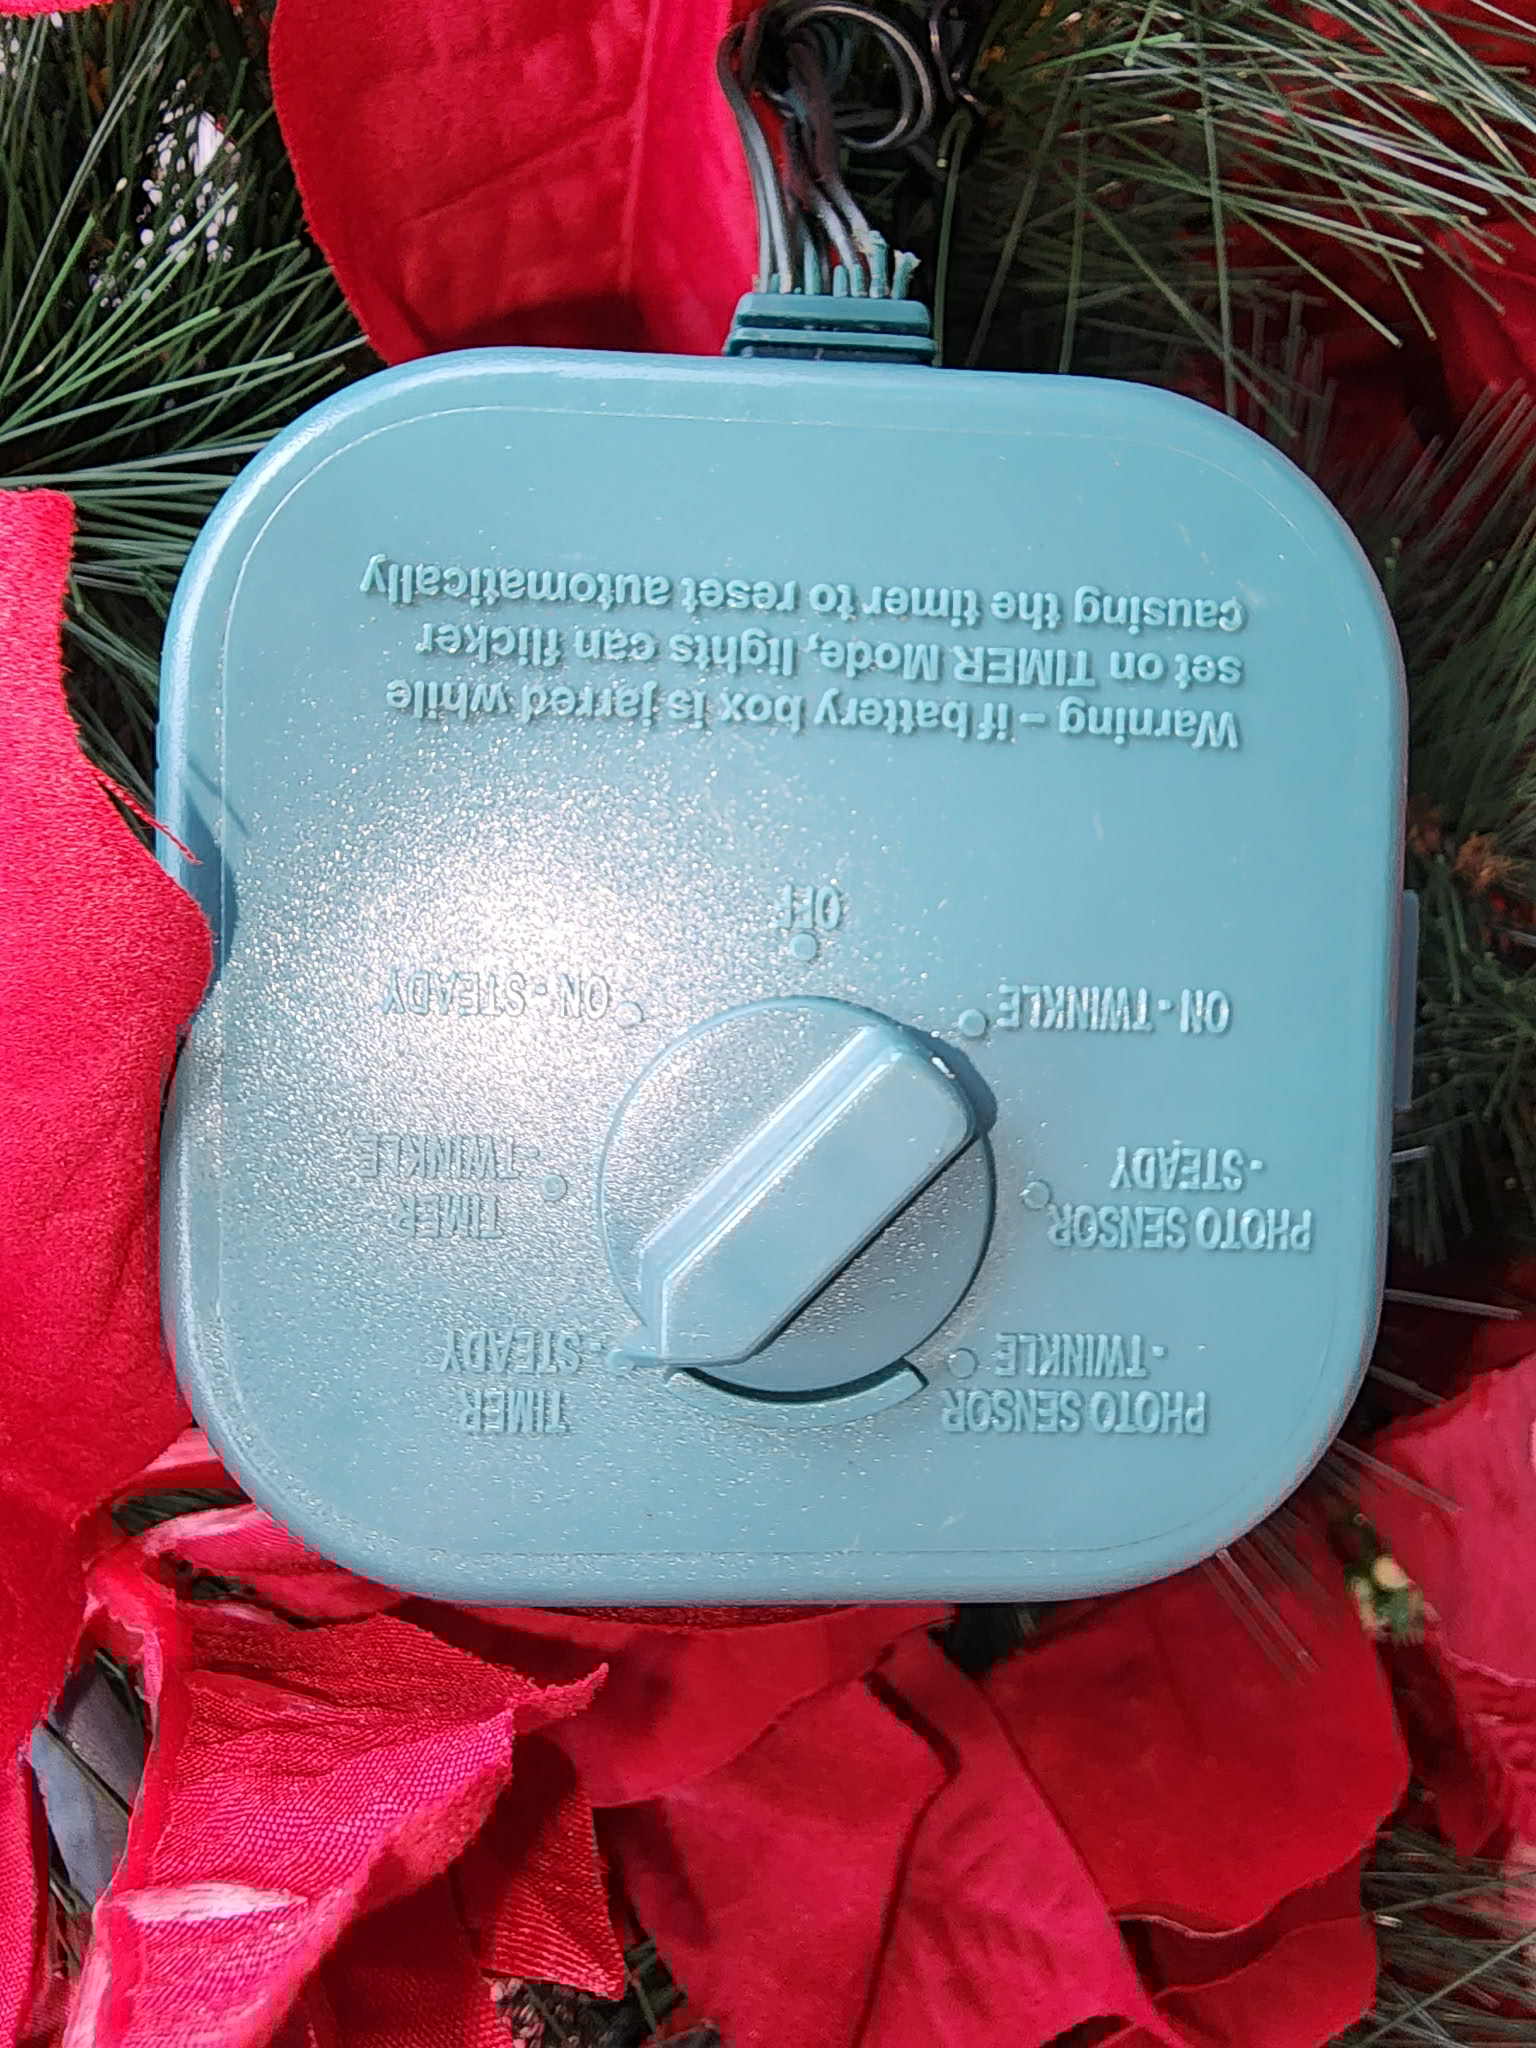 PHOTO SENSOR
- TWINKLE
TIMER
- STEADY
PHOTO SENSOR
- STEADY
TIMER
- TWINKLE
ON - TWINKLE
ON - STEADY
OFF
Warning – if battery box is jarred while
set on TIMER Mode, lights can flicker
causing the timer to reset automatically